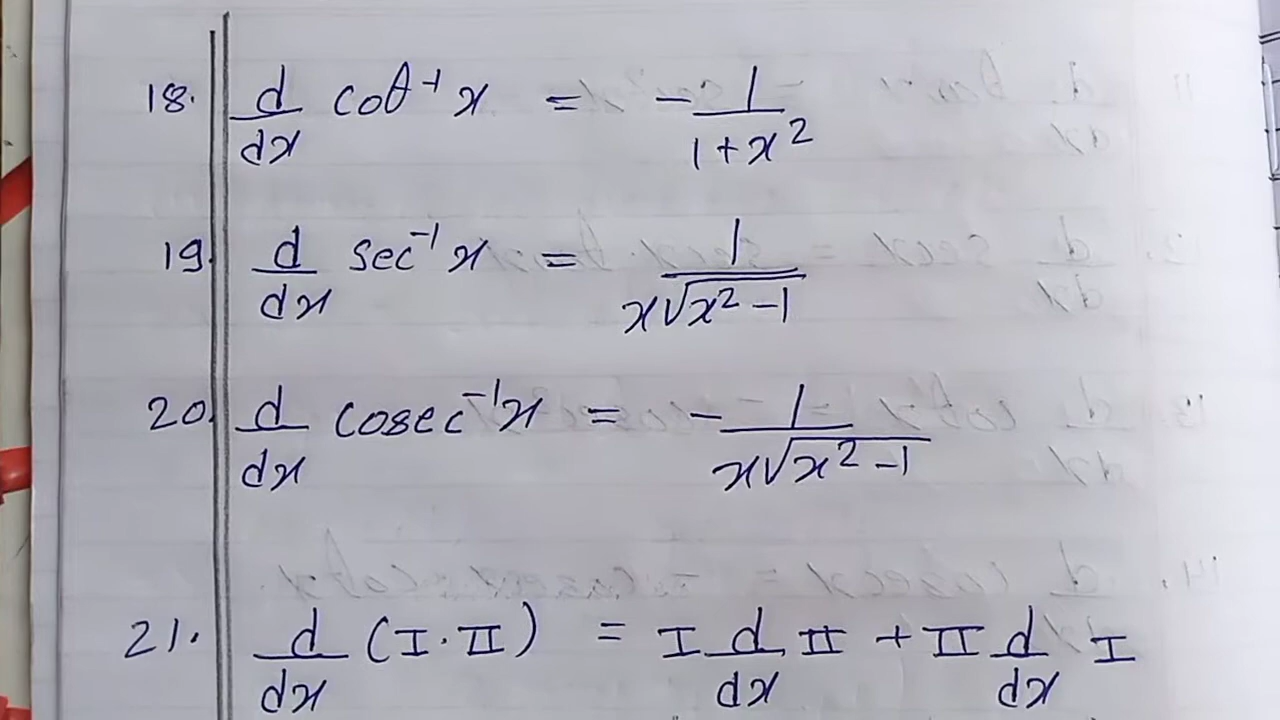 18. d/dx cot⁻¹ x = - 1/(1+x²)
19. d/dx sec⁻¹ x = 1/(x√(x²-1))
20. d/dx cosec⁻¹ x = - 1/(x√(x²-1))
21. d/dx (I·II) = I d/dx II + II d/dx I